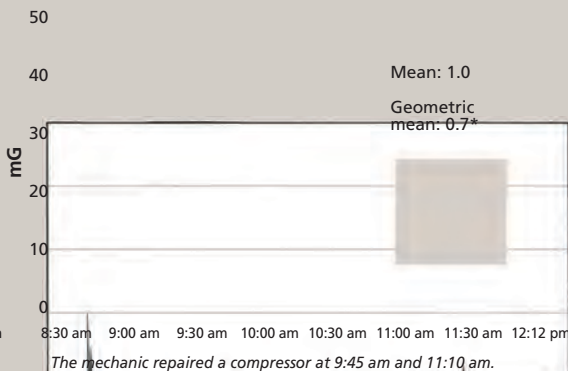 50
40
Mean: 1.0
Geometric
mean: 0.7*
30
mG
20
10
0
8:30 am 9:00 am 9:30 am 10:00 am 10:30 am 11:00 am 11:30 am 12:12 pm
The mechanic repaired a compressor at 9:45 am and 11:10 am.